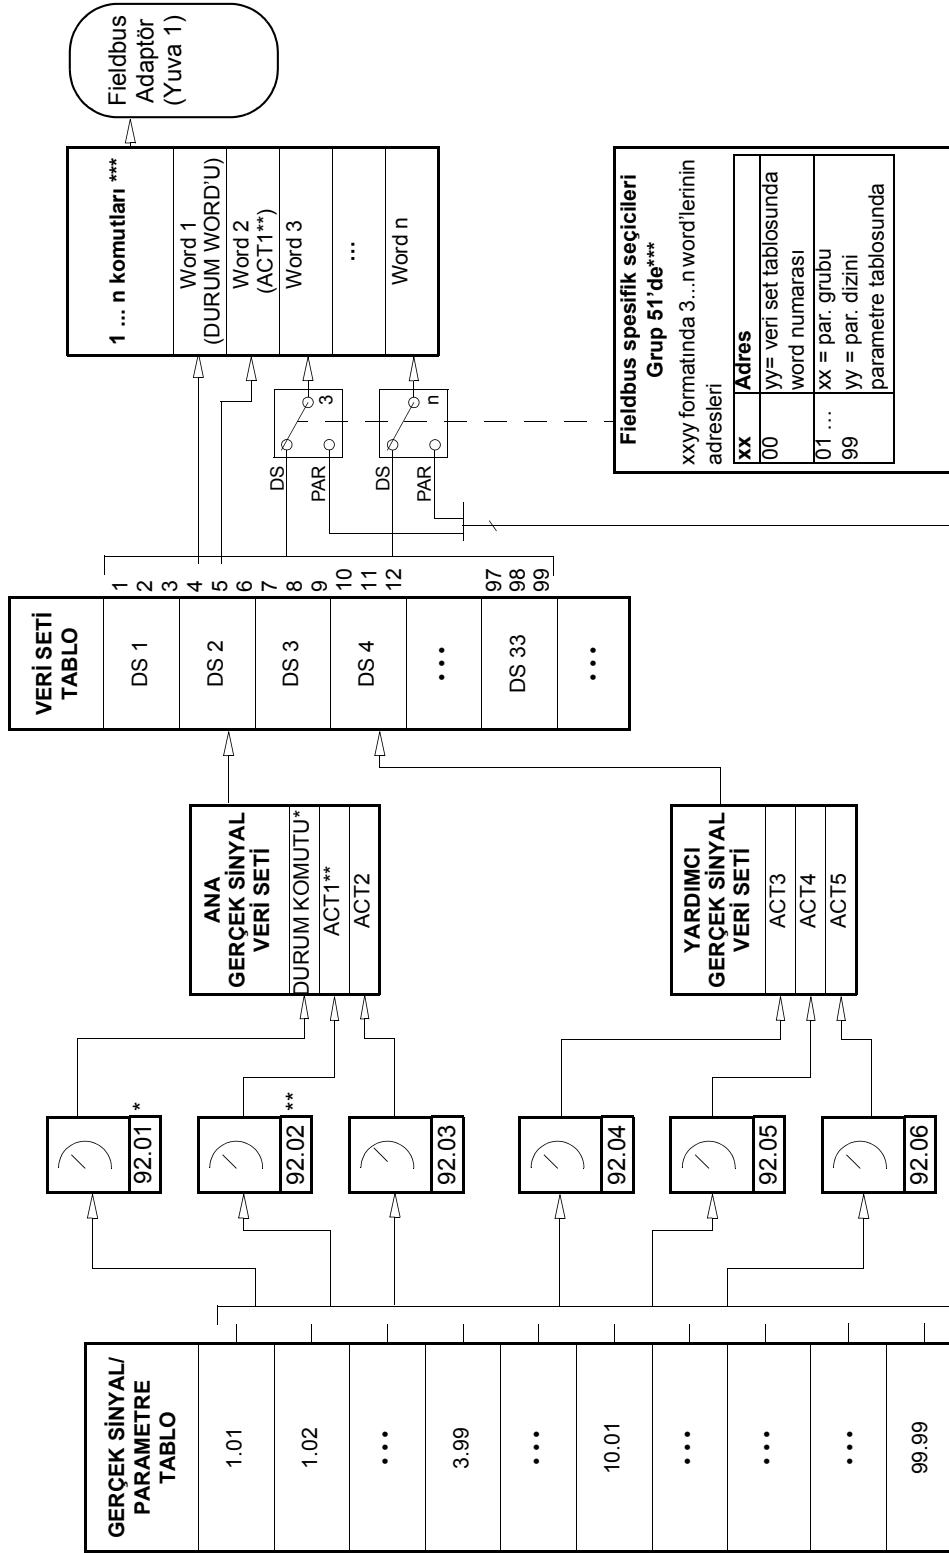 GERÇEK SİNYAL/
PARAMETRE
TABLO
1.01
1.02
...
3.99
...
10.01
...
...
...
99.99
92.01
*
92.02
**
92.03
92.04
92.05
92.06
ANA
GERÇEK SİNYAL
VERİ SETİ
DURUM KOMUTU*
ACT1**
ACT2
YARDIMCI
GERÇEK SİNYAL
VERİ SETİ
ACT3
ACT4
ACT5
VERİ SETİ
TABLO
DS 1
DS 2
DS 3
DS 4
...
DS 33
...
1
2
3
4
5
6
7
8
9
10
11
12
97
98
99
DS
PAR
3
DS
PAR
n
1 ... n komutları ***
Word 1
(DURUM WORD'U)
Word 2
(ACT1**)
Word 3
...
Word n
Fieldbus
Adaptör
(Yuva 1)
Fieldbus spesifik seçicileri
Grup 51'de***
xxyy formatında 3...n word'lerinin
adresleri
xx Adres
00 yy= veri set tablosunda
word numarası
01 ... xx = par. grubu
99 yy = par. dizini
parametre tablosunda